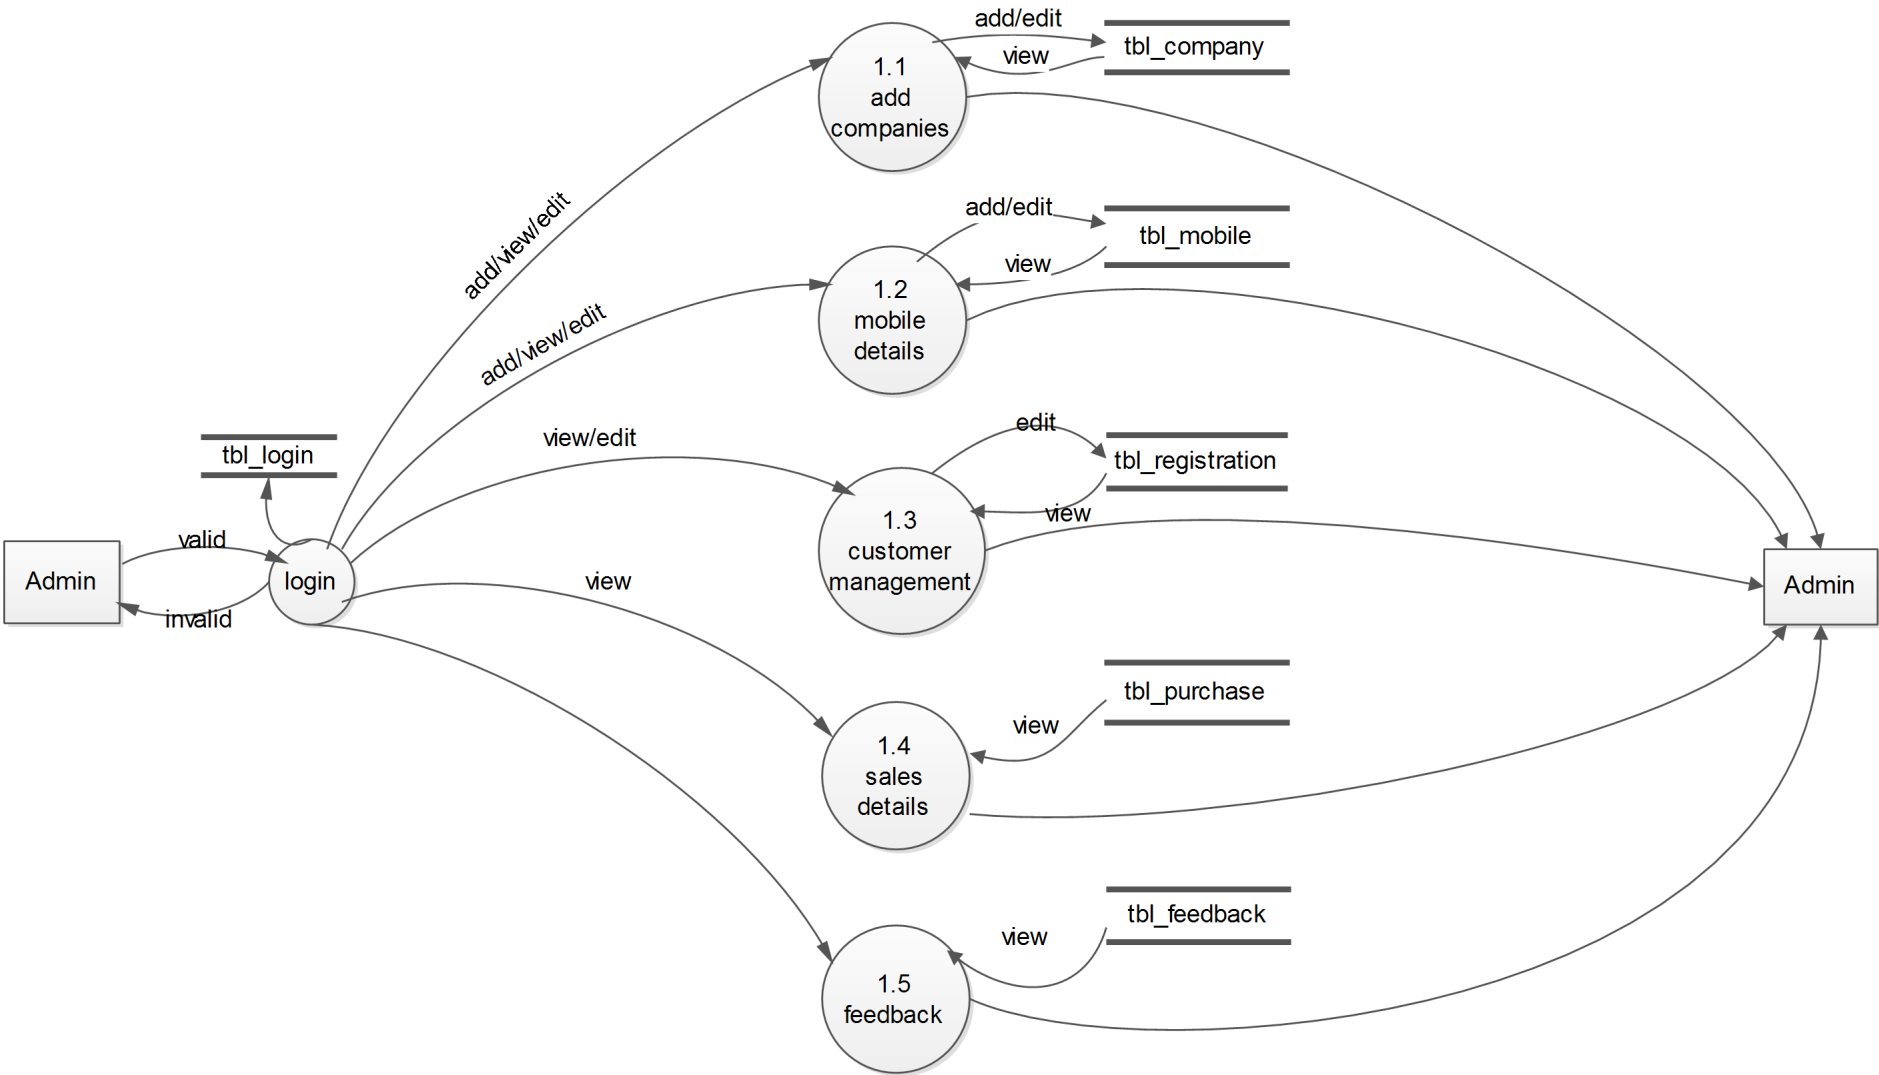 add/edit
tbl_company
view
1.1
add
companies
add/view/edit
add/edit
tbl_mobile
view
1.2
mobile
details
add/view/edit
edit
view/edit
tbl_login
tbl_registration
view
1.3
customer
management
valid
Admin
login
invalid
view
Admin
tbl_purchase
view
1.4
sales
details
tbl_feedback
view
1.5
feedback